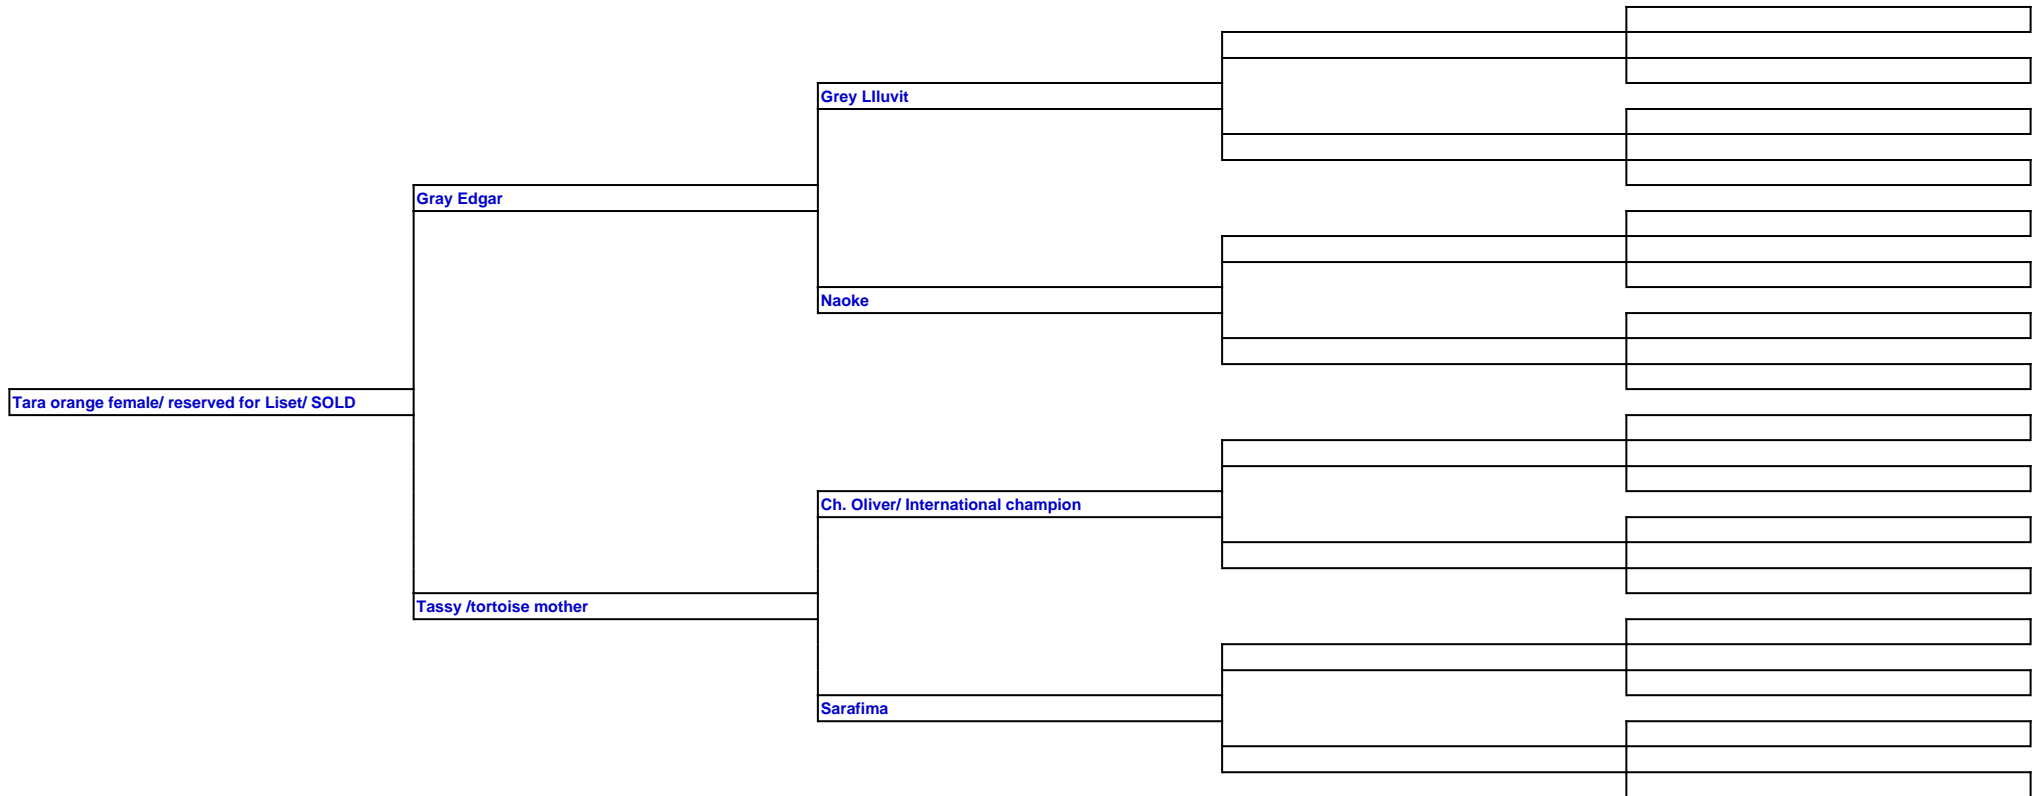 Grey LIluvit
Gray Edgar
Naoke
Tara orange female/ reserved for Liset/ SOLD
Ch. Oliver/ International champion
Tassy /tortoise mother
Sarafima